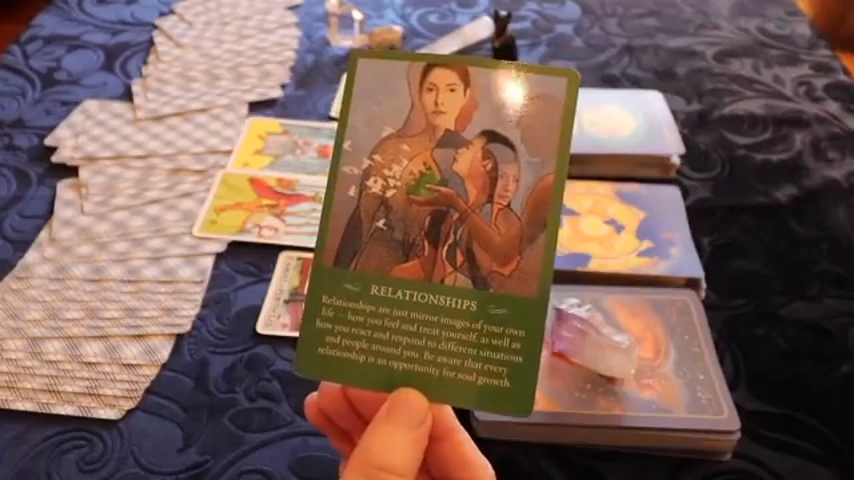 RELATIONSHIPS
Relationships are just mirror images of your own
life – how you feel and treat yourself, as well as
how you react and respond to different situations
and people around you. Be aware that every
relationship is an opportunity for soul growth.